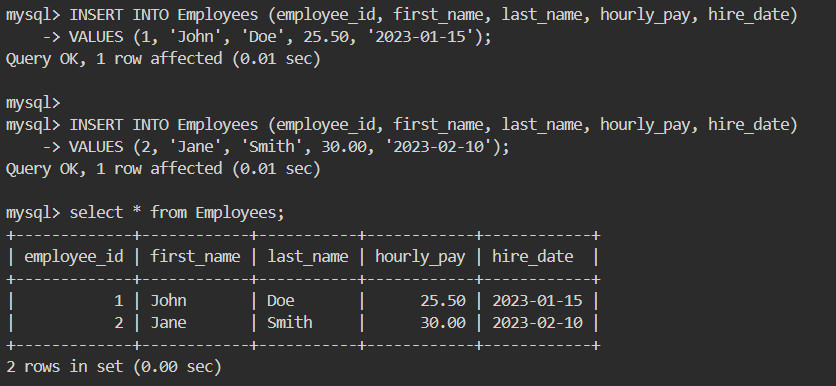 mysql> INSERT INTO Employees (employee_id, first_name, last_name, hourly_pay, hire_date)
    -> VALUES (1, 'John', 'Doe', 25.50, '2023-01-15');
Query OK, 1 row affected (0.01 sec)

mysql>
mysql> INSERT INTO Employees (employee_id, first_name, last_name, hourly_pay, hire_date)
    -> VALUES (2, 'Jane', 'Smith', 30.00, '2023-02-10');
Query OK, 1 row affected (0.01 sec)

mysql> select * from Employees;
+-------------+------------+-----------+------------+------------+
| employee_id | first_name | last_name | hourly_pay | hire_date  |
+-------------+------------+-----------+------------+------------+
|           1 | John       | Doe       |      25.50 | 2023-01-15 |
|           2 | Jane       | Smith     |      30.00 | 2023-02-10 |
+-------------+------------+-----------+------------+------------+
2 rows in set (0.00 sec)